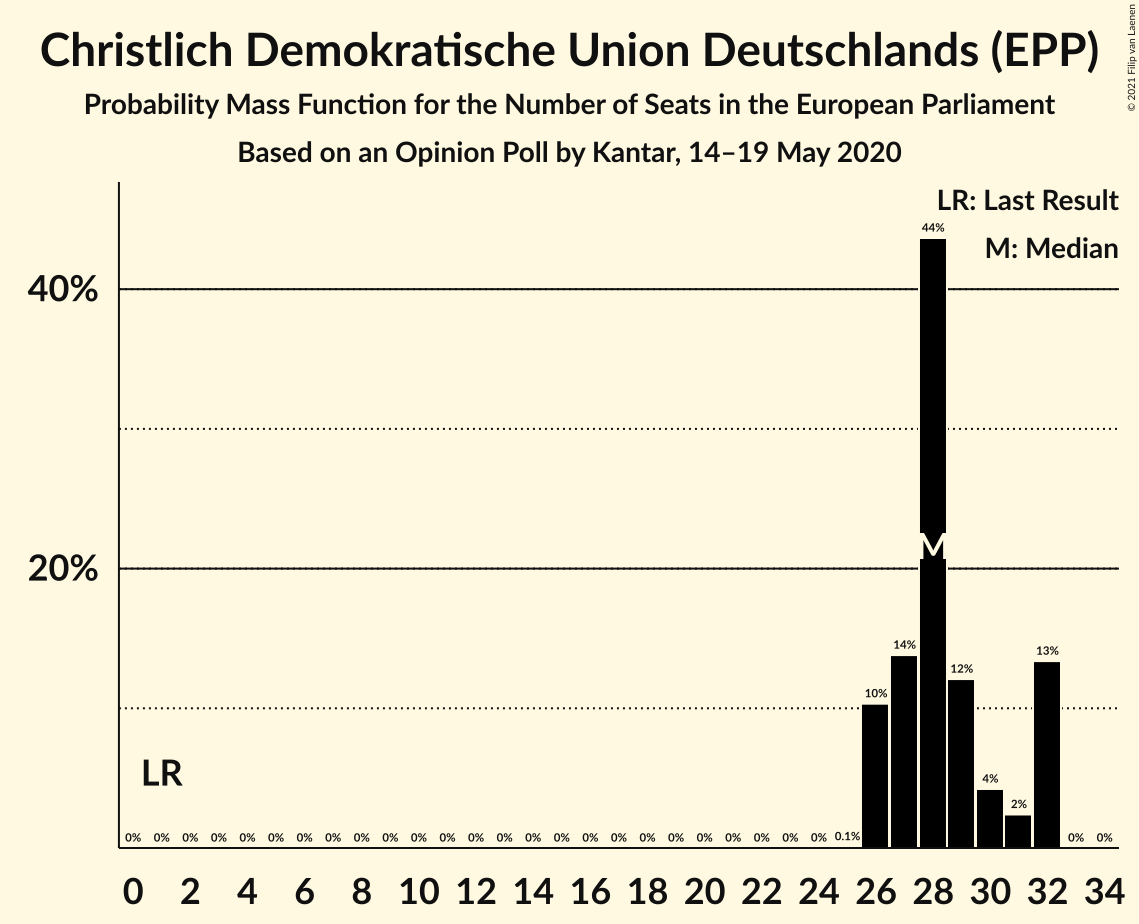 Christlich Demokratische Union Deutschlands (EPP)
Probability Mass Function for the Number of Seats in the European Parliament
Based on an Opinion Poll by Kantar, 14–19 May 2020
© 2021 Filip van Laenen
LR: Last Result
M: Median
44%
40%
M
20%
14%
13%
12%
10%
LR
4%
2%
0% 0% 0% 0% 0% 0% 0% 0% 0% 0% 0% 0% 0% 0% 0% 0% 0% 0% 0% 0% 0% 0% 0% 0% 0% 0.1% 0% 0%
0 2 4 6 8 10 12 14 16 18 20 22 24 26 28 30 32 34